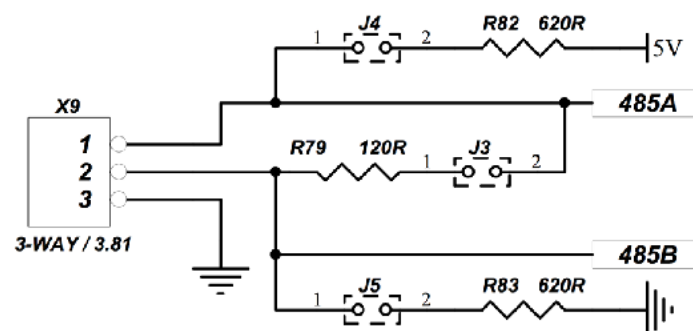 J4
R82 620R
1 2
5V
X9
485A
1
R79 120R
J3
1 2
2
3
3-WAY / 3.81
485B
J5
R83 620R
1 2